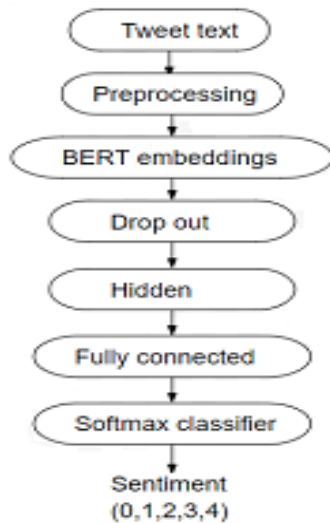 Tweet text
Preprocessing
BERT embeddings
Drop out
Hidden
Fully connected
Softmax classifier
Sentiment
(0,1,2,3,4)